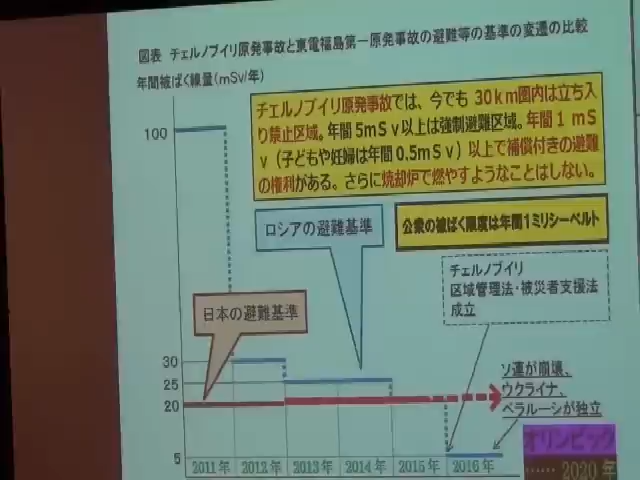 図表 チェルノブイリ原発事故と東電福島第一原発事故の避難等の基準の変遷の比較
年間被ばく線量(mSv/年)
チェルノブイリ原発事故では、今でも 30km圏内は立ち入
り禁止区域。年間 5mSv以上は強制避難区域。年間 1 mS
v(子どもや妊婦は年間 0.5mSv)以上で補償付きの避難
の権利がある。さらに焼却炉で燃やすようなことはしない。
100
ロシアの避難基準
公衆の被ばく限度は年間1ミリシーベルト
チェルノブイリ
区域管理法・被災者支援法
成立
日本の避難基準
30
25
20
5
ソ連が崩壊、
ウクライナ、
ベラルーシが独立
2011年 2012年 2013年 2014年 2015年 2016年
オリンピック
…… 2020年